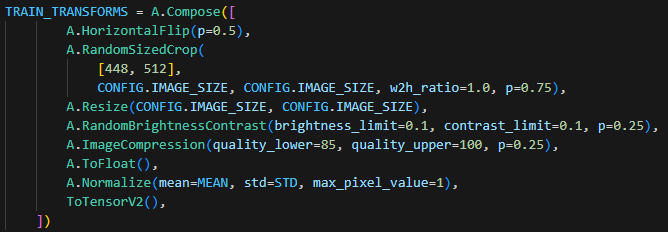 TRAIN_TRANSFORMS = A.Compose([
A.HorizontalFlip(p=0.5),
A.RandomSizedCrop(
[448, 512],
CONFIG.IMAGE_SIZE, CONFIG.IMAGE_SIZE, w2h_ratio=1.0, p=0.75),
A.Resize(CONFIG.IMAGE_SIZE, CONFIG.IMAGE_SIZE),
A.RandomBrightnessContrast(brightness_limit=0.1, contrast_limit=0.1, p=0.25),
A.ImageCompression(quality_lower=85, quality_upper=100, p=0.25),
A.ToFloat(),
A.Normalize(mean=MEAN, std=STD, max_pixel_value=1),
ToTensorV2(),
])